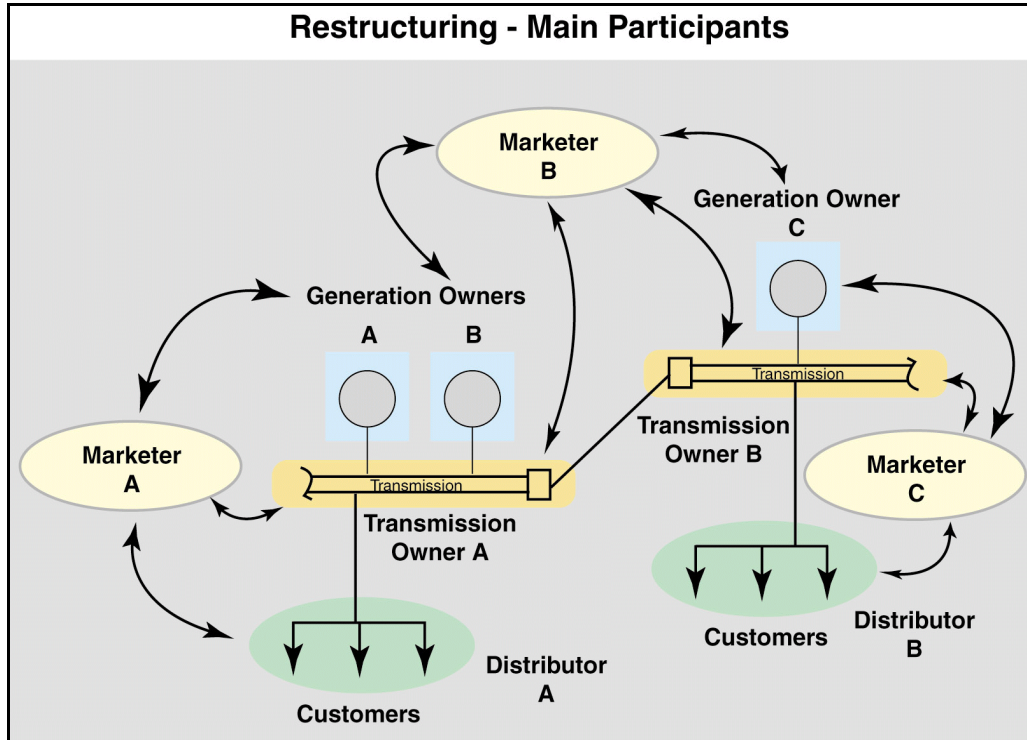 Restructuring - Main Participants
Marketer
B
Generation Owner
C
Generation Owners
A
B
Transmission
Transmission
Owner B
Marketer
A
Marketer
C
Transmission
Transmission
Owner A
Customers
Distributor
B
Distributor
A
Customers